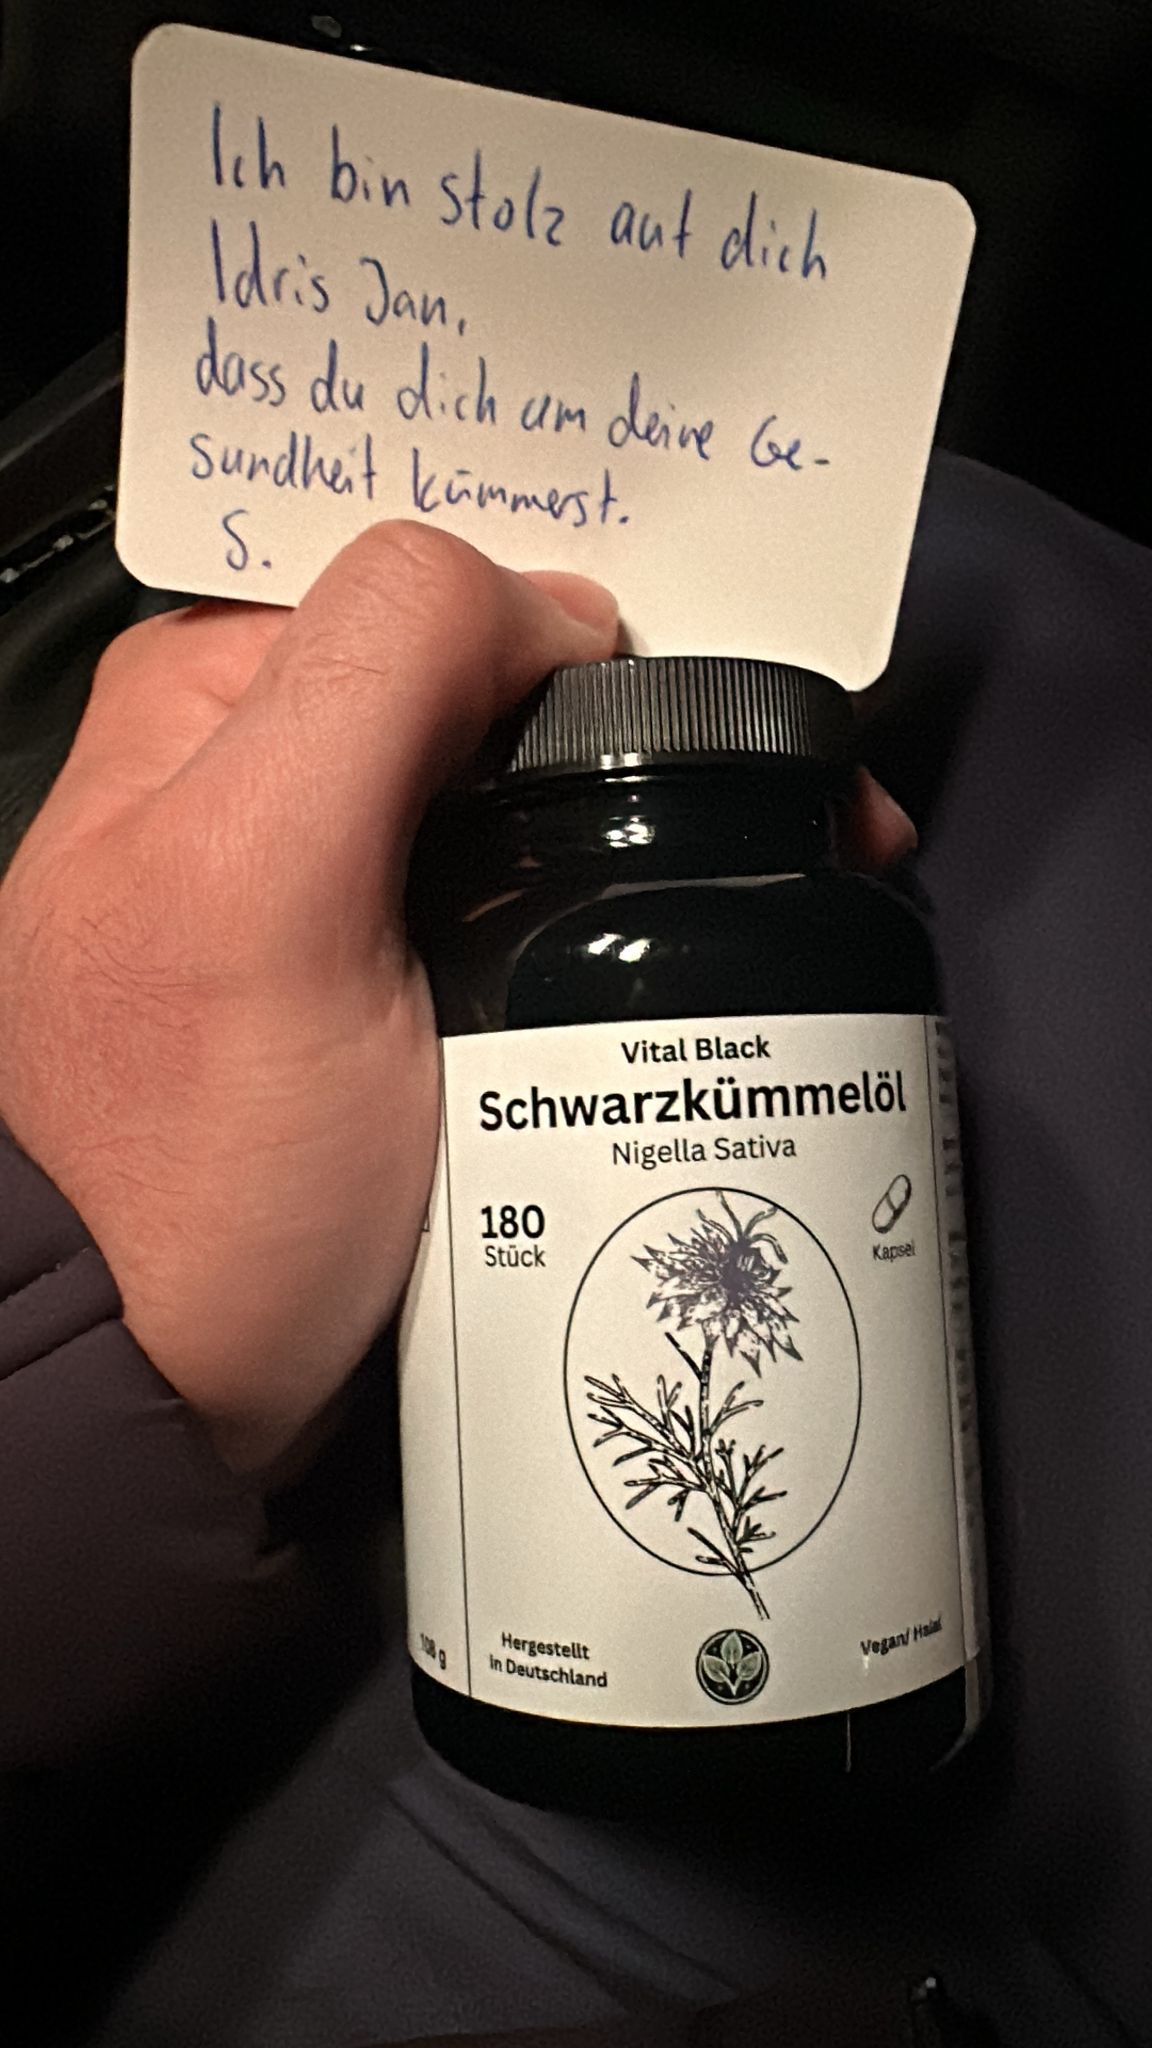 Ich bin stolz auf dich
Idris Jan,
dass du dich um deine Ge-
sundheit kümmerst.
S.
Vital Black
Schwarzkümmelöl
Nigella Sativa
180
Stück
Kapsel
108 g
Hergestellt
in Deutschland
Vegan/ Halal